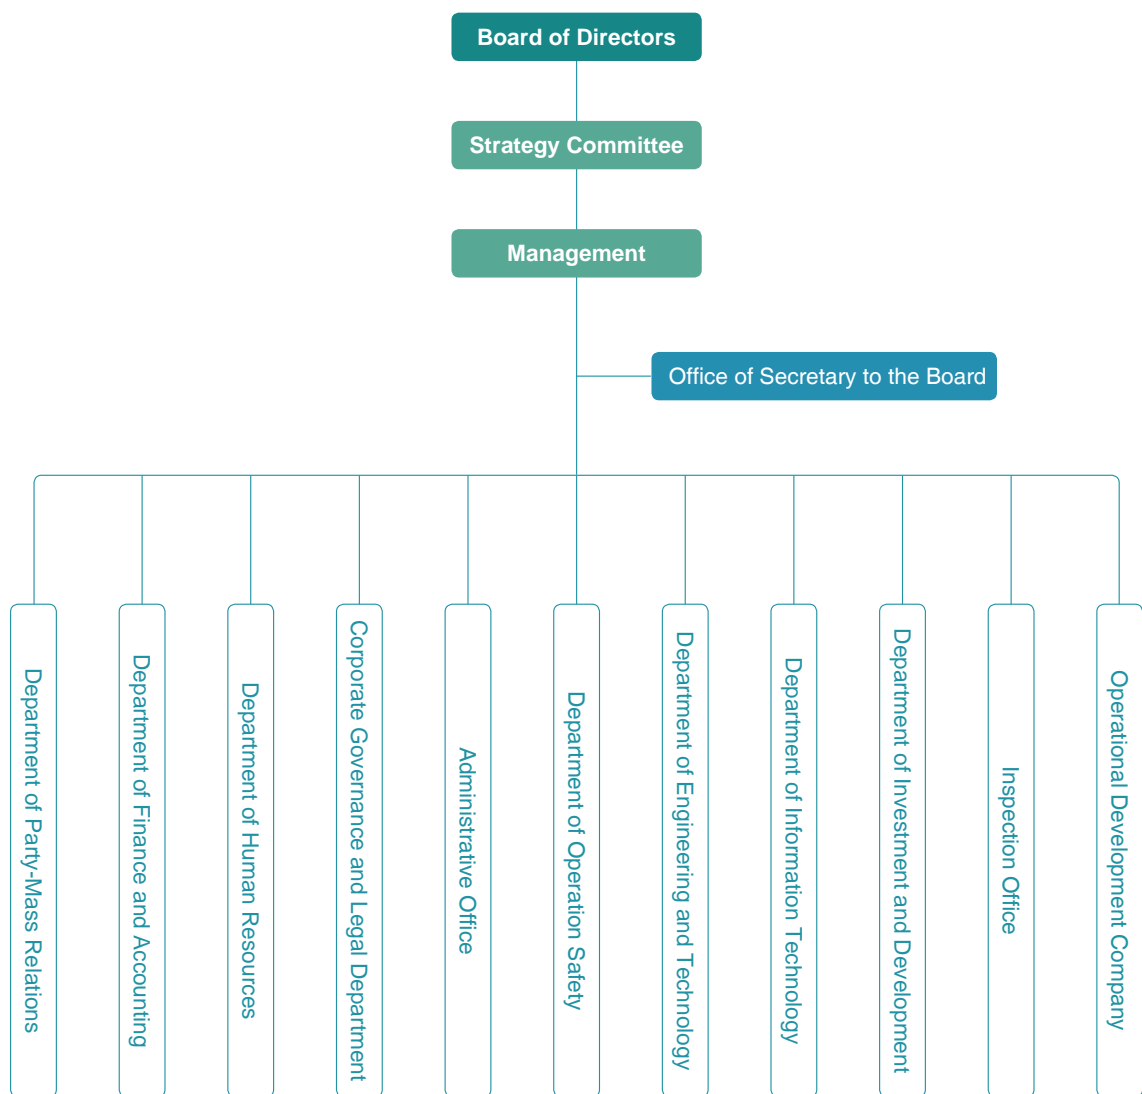 Board of Directors
Strategy Committee
Management
Office of Secretary to the Board
Department of Party-Mass Relations
Department of Finance and Accounting
Department of Human Resources
Corporate Governance and Legal Department
Administrative Office
Department of Operation Safety
Department of Engineering and Technology
Department of Information Technology
Department of Investment and Development
Inspection Office
Operational Development Company